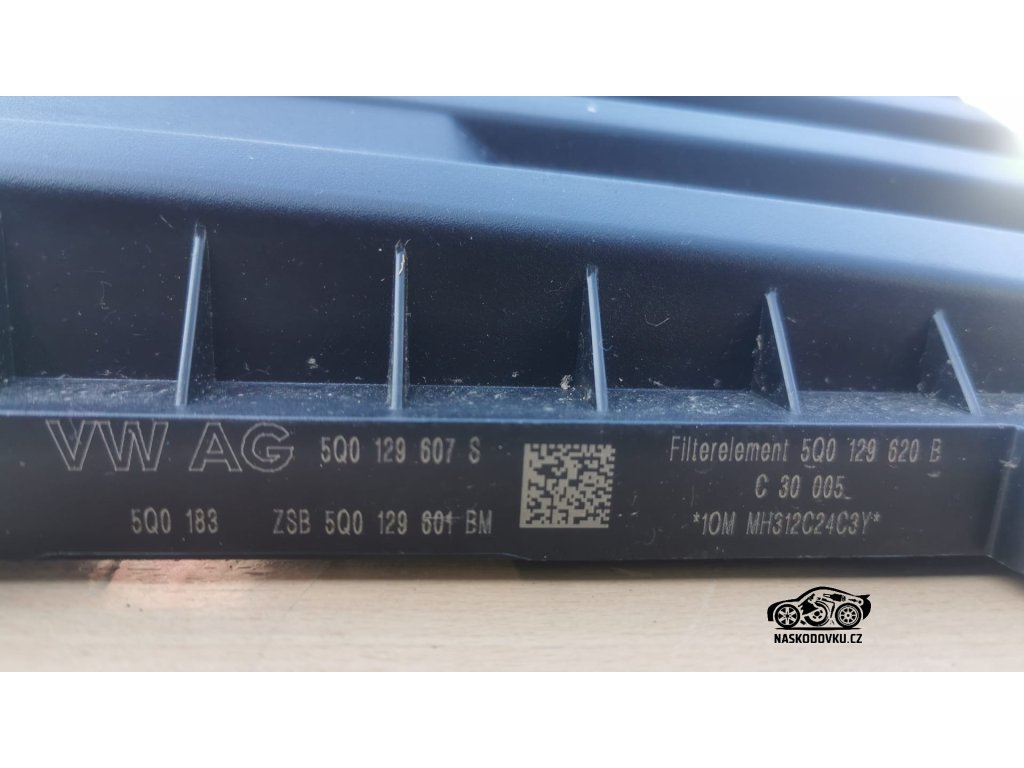 VW AG 5Q0 129 607 S
5Q0 183 ZSB 5Q0 129 601 BM
Filterelement 5Q0 129 620 B
C 30 005
*1OM MH312C24C3Y*
NASKODOVKU.CZ